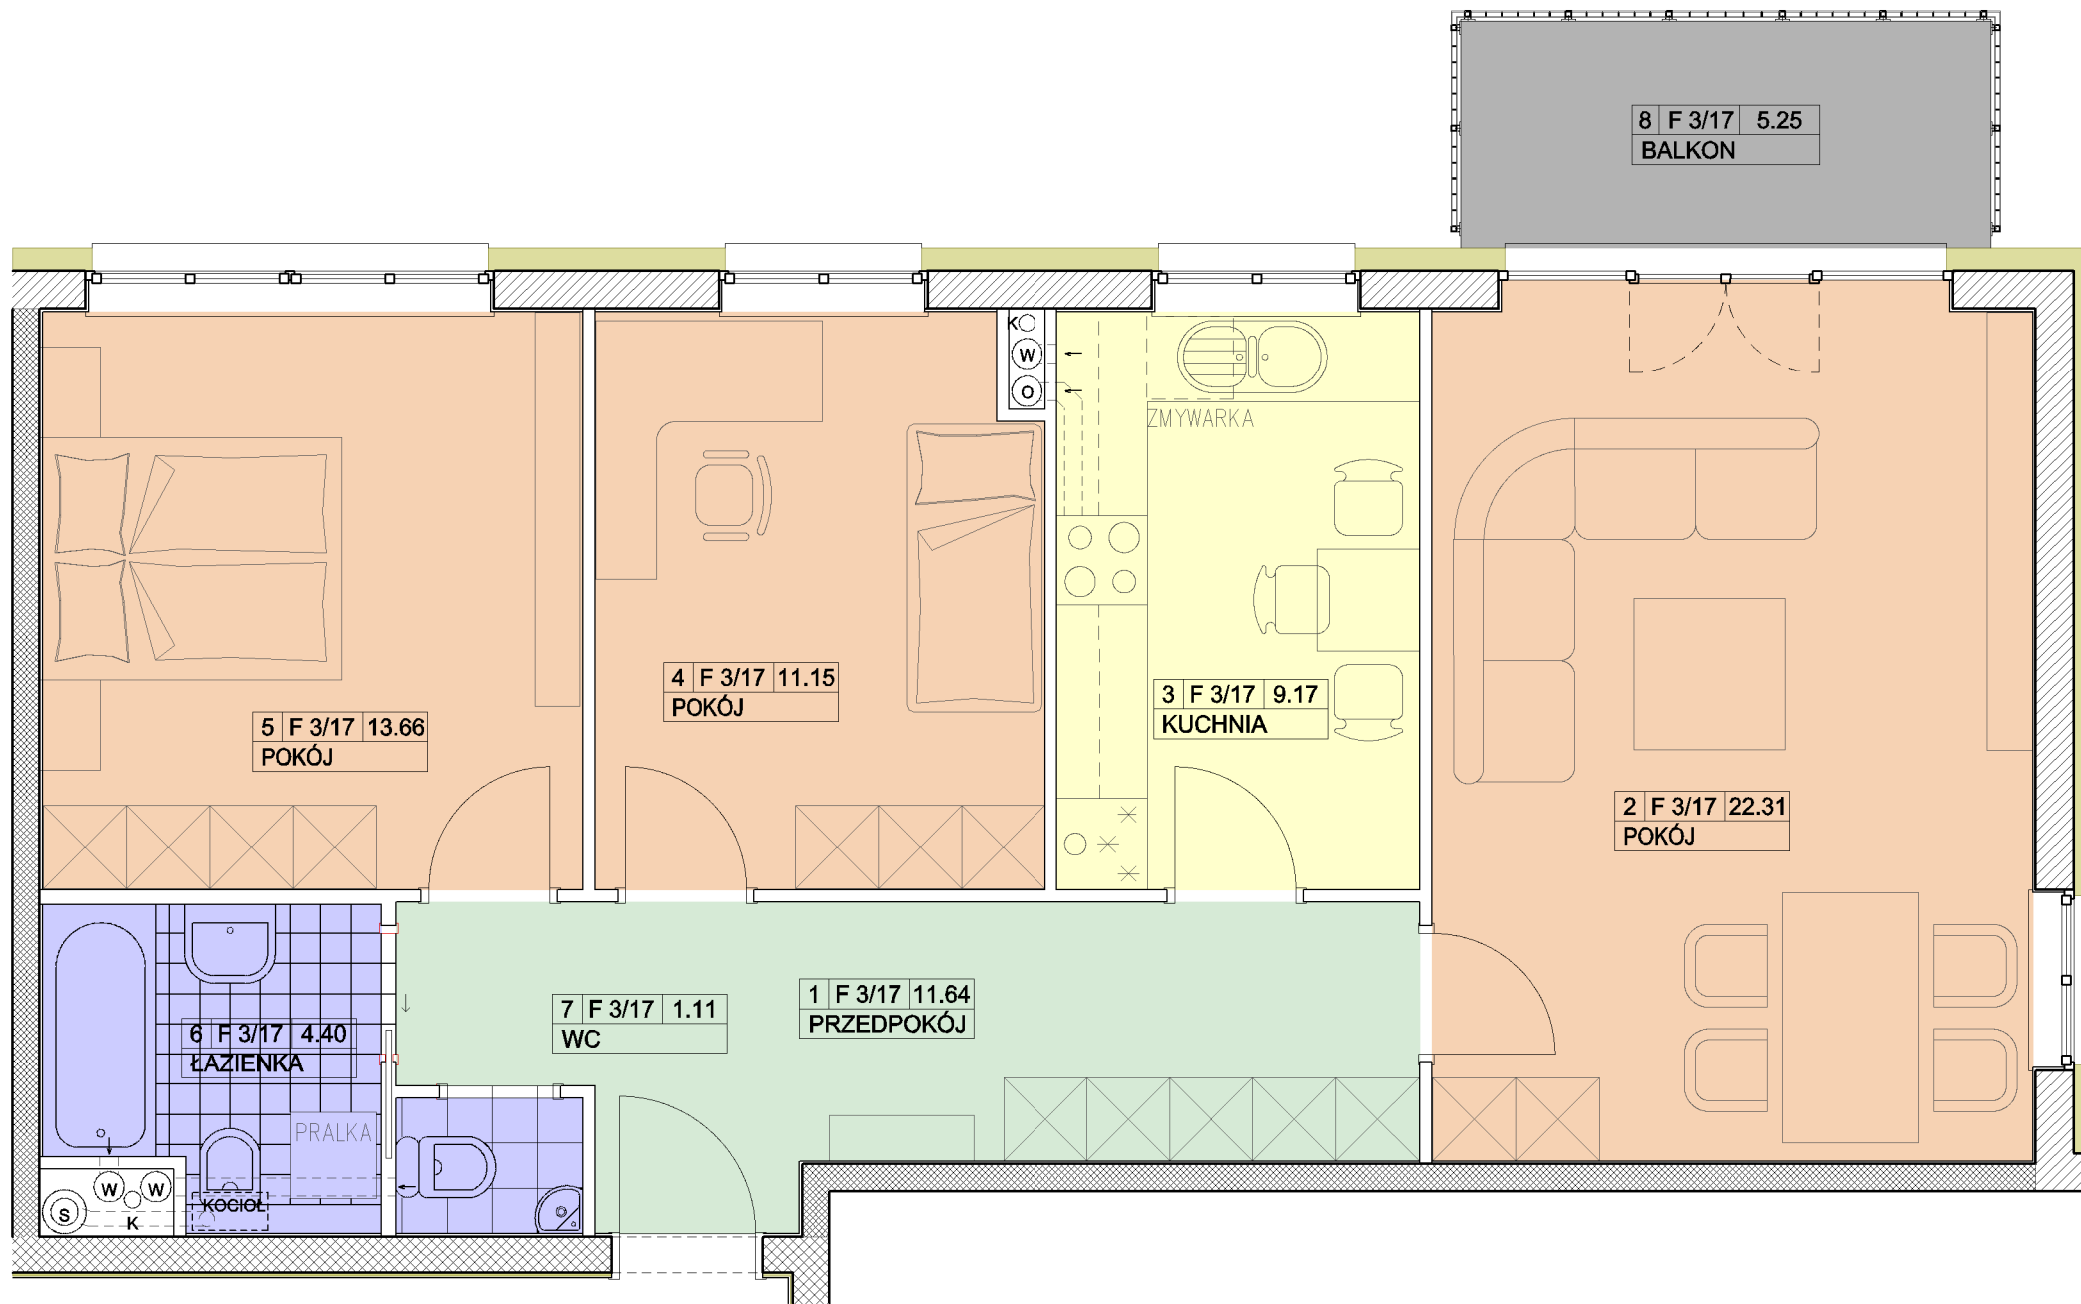 8 F 3/17 5.25
BALKON
K
W
O
ZMYWARKA
4 F 3/17 11.15
POKÓJ
3 F 3/17 9.17
KUCHNIA
5 F 3/17 13.66
POKÓJ
2 F 3/17 22.31
POKÓJ
1 F 3/17 11.64
PRZEDPOKÓJ
7 F 3/17 1.11
WC
6 F 3/17 4.40
ŁAZIENKA
PRALKA
W W
S K
KOCIOŁ